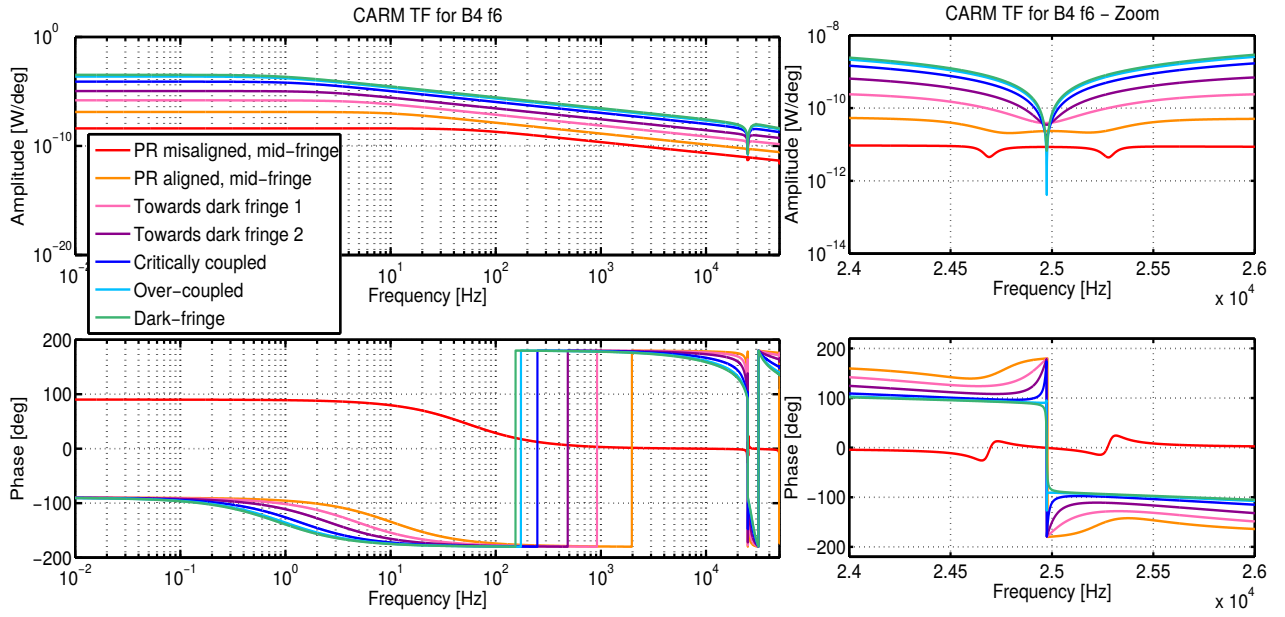 CARM TF for B4 f6
10^0
10^−10
10^−20
Amplitude [W/deg]
10^−2 10^−1 10^0 10^1 10^2 10^3 10^4
Frequency [Hz]
PR misaligned, mid−fringe
PR aligned, mid−fringe
Towards dark fringe 1
Towards dark fringe 2
Critically coupled
Over−coupled
Dark−fringe
200
100
0
−100
−200
Phase [deg]
10^−2 10^−1 10^0 10^1 10^2 10^3 10^4
Frequency [Hz]
CARM TF for B4 f6 − Zoom
10^−8
10^−10
10^−12
10^−14
Amplitude [W/deg]
2.4 2.45 2.5 2.55 2.6
Frequency [Hz]
x 10^4
200
100
0
−100
−200
Phase [deg]
2.4 2.45 2.5 2.55 2.6
Frequency [Hz]
x 10^4